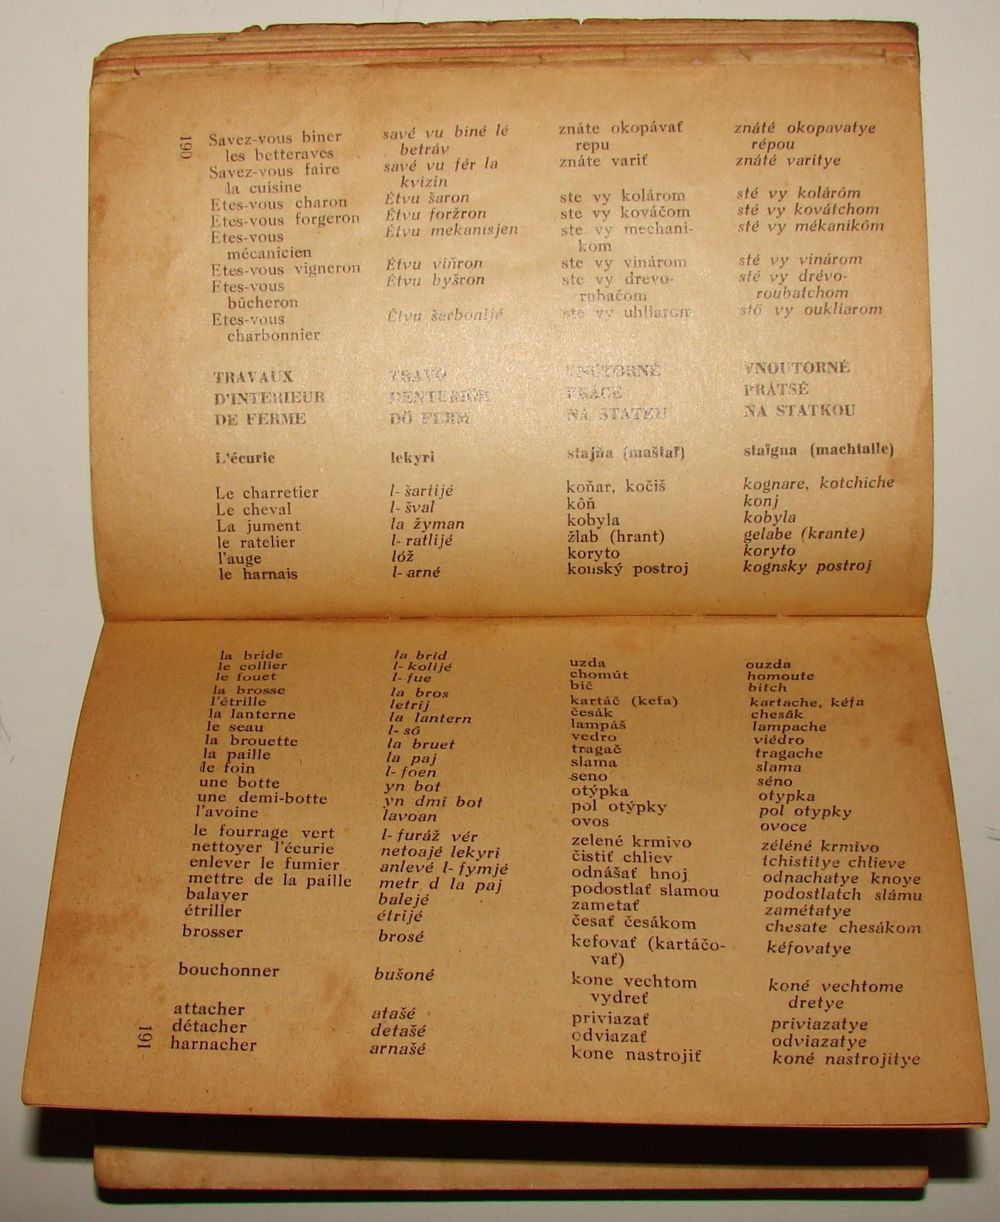 190
Savez-vous biner savé vu biné lé znáte okopávať znáté okopavatye
les betteraves betráv repu répou
Savez-vous faire savé vu fér la znáte variť znáté varitye
la cuisine kvizin
Etes-vous charon Étvu šaron ste vy kolárom sté vy kolárôm
Etes-vous forgeron Étvu foržron ste vy kováčom sté vy kovátchom
Etes-vous Étvu mekanisjen ste vy mechani- sté vy mékanikôm
mécanicien kom
Etes-vous vigneron Étvu viňron ste vy vinárom sté vy vinárom
Etes-vous Étvu byšron ste vy drevo- sté vy drévo-
bûcheron rubačom roubatchom
Etes-vous Étvu šarbonijé ste vy uhliarom stô vy oukliarom
charbonnier
TRAVAUX TRAVO VNÚTORNÉ VNOUTORNÉ
D'INTERIEUR DENTERIÖR PRÁCE PRÁTSÉ
DE FERME DÖ FERM NA STATKU NA STATKOU
L'écurie lekyri stajňa (maštaľ) staïgna (machtalle)
Le charretier l- šartijé koňar, kočiš kognare, kotchiche
Le cheval l- šval kôň konj
La jument la žyman kobyla kobyla
le ratelier l- ratlijé žlab (hrant) gelabe (krante)
l'auge lóž koryto koryto
le harnais l- arné konský postroj kognsky postroj
la bride la brid uzda ouzda
le collier l- kolijé chomút homoute
le fouet l- fue bič bitch
la brosse la bros kartáč (kefa) kartache, kéfa
l'étrille letrij česák chesâk
la lanterne la lantern lampáš lampache
le seau l- só vedro viédro
la brouette la bruet tragač tragache
la paille la paj slama slama
le foin l- foen seno séno
une botte yn bot otýpka otypka
une demi-botte yn dmi bot pol otýpky pol otypky
l'avoine lavoan ovos ovoce
le fourrage vert l- furáž vér zelené krmivo zéléné krmivo
nettoyer l'écurie netoajé lekyri čistiť chliev tchistitye chlieve
enlever le fumier anlevé l- fymjé odnášať hnoj odnachatye knoye
mettre de la paille metr d la paj podostlať slamou podostlatch slámu
balayer balejé zametať zamétatye
étriller étrijé česať česákom chesate chesákom
brosser brosé kefovať (kartáčo- kéfovatye
vať)
bouchonner bušoné kone vechtom koné vechtome
vydreť dretye
attacher atašé priviazať priviazatye
détacher detašé odviazať odviazatye
harnacher arnašé kone nastrojiť koné nastrojitye
191